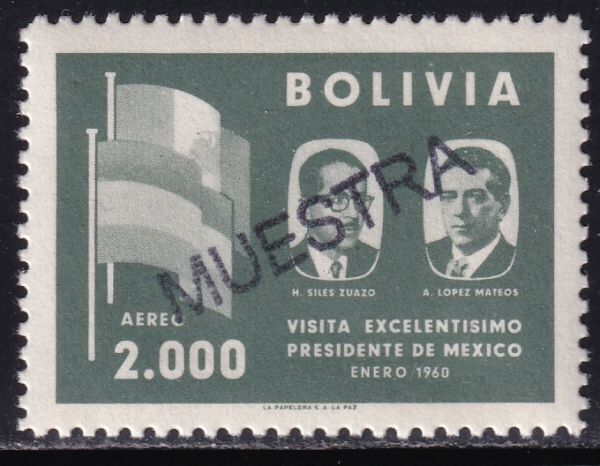 BOLIVIA
MUESTRA
H. SILES ZUAZO
A. LÓPEZ MATEOS
AEREO
2.000
VISITA EXCELENTISIMO
PRESIDENTE DE MEXICO
ENERO / 1960
LA PAPELERA S. A. LA PAZ